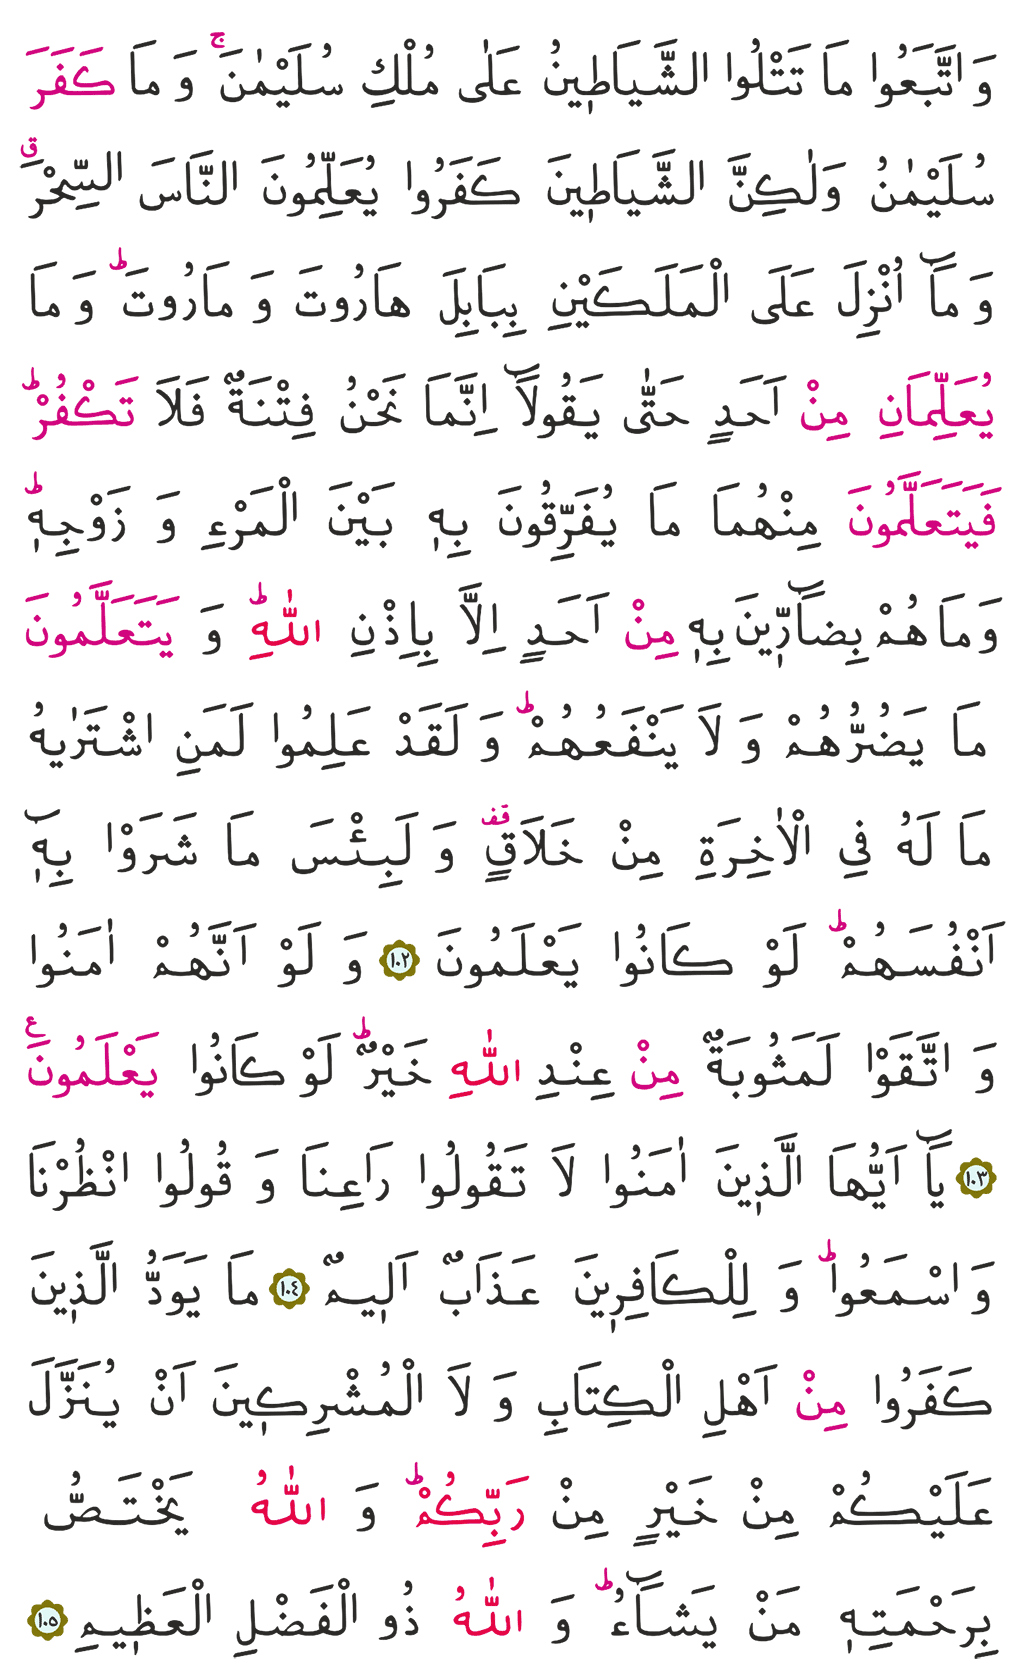 وَ اتَّبَعُوا مَا تَتْلُوا الشَّيَاط۪ينُ عَلٰى مُلْكِ سُلَيْمٰنَۚ وَ مَا كَفَرَ
سُلَيْمٰنُ وَلٰكِنَّ الشَّيَاط۪ينَ كَفَرُوا يُعَلِّمُونَ النَّاسَ السِّحْرَۗ
وَ مَٓا اُنْزِلَ عَلَى الْمَلَكَيْنِ بِبَابِلَ هَارُوتَ وَ مَارُوتَۜ وَ مَا
يُعَلِّمَانِ مِنْ اَحَدٍ حَتّٰى يَقُولَٓا اِنَّمَا نَحْنُ فِتْنَةٌ فَلَا تَكْفُرْۜ
فَيَتَعَلَّمُونَ مِنْهُمَا مَا يُفَرِّقُونَ بِه۪ بَيْنَ الْمَرْءِ وَ زَوْجِه۪ۜ
وَ مَا هُمْ بِضَٓارّ۪ينَ بِه۪ مِنْ اَحَدٍ اِلَّا بِاِذْنِ اللّٰهِۜ وَ يَتَعَلَّمُونَ
مَا يَضُرُّهُمْ وَ لَا يَنْفَعُهُمْۜ وَ لَقَدْ عَلِمُوا لَمَنِ اشْتَرٰيهُ
مَا لَهُ فِي الْاٰخِرَةِ مِنْ خَلَاقٍ قف وَ لَبِئْسَ مَا شَرَوْا بِه۪ٓ
اَنْفُسَهُمْۜ لَوْ كَانُوا يَعْلَمُونَ ﴿١٠٢﴾ وَ لَوْ اَنَّهُمْ اٰمَنُوا
وَ اتَّقَوْا لَمَثُوبَةٌ مِنْ عِنْدِ اللّٰهِ خَيْرٌۜ لَوْ كَانُوا يَعْلَمُونَ ع
﴿١٠٣﴾ يَٓا اَيُّهَا الَّذ۪ينَ اٰمَنُوا لَا تَقُولُوا رَاعِنَا وَ قُولُوا انْظُرْنَا
وَ اسْمَعُواۜ وَ لِلْكَافِر۪ينَ عَذَابٌ اَل۪يمٌ ﴿١٠٤﴾ مَا يَوَدُّ الَّذ۪ينَ
كَفَرُوا مِنْ اَهْلِ الْكِتَابِ وَ لَا الْمُشْرِك۪ينَ اَنْ يُنَزَّلَ
عَلَيْكُمْ مِنْ خَيْرٍ مِنْ رَبِّكُمْۜ وَ اللّٰهُ يَخْتَصُّ
بِرَحْمَتِه۪ مَنْ يَشَٓاءُۜ وَ اللّٰهُ ذُو الْفَضْلِ الْعَظ۪يمِ ﴿١٠٥﴾